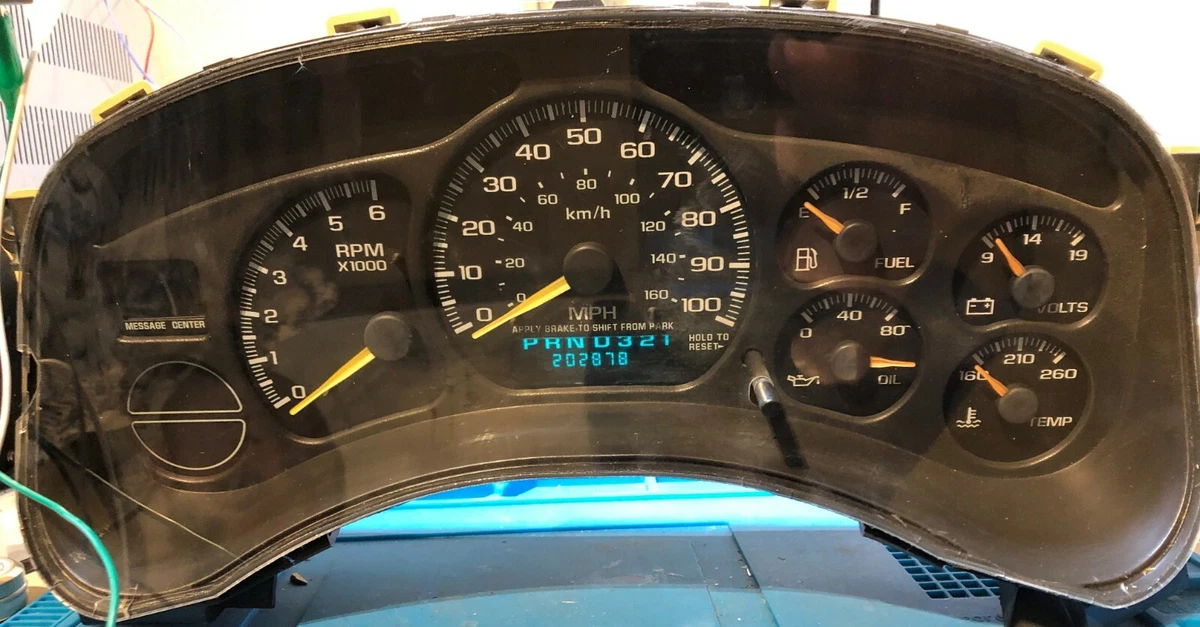 MESSAGE CENTER
0
1
2
3
4
5
6
RPM
X1000
0
10
20
30
40
50
60
70
80
90
100
0
20
40
60
80
100
120
140
160
km/h
MPH
APPLY BRAKE TO SHIFT FROM PARK
PRND321
202878
HOLD TO
RESET
E
1/2
F
FUEL
0
40
80
OIL
9
14
19
VOLTS
160
210
260
TEMP